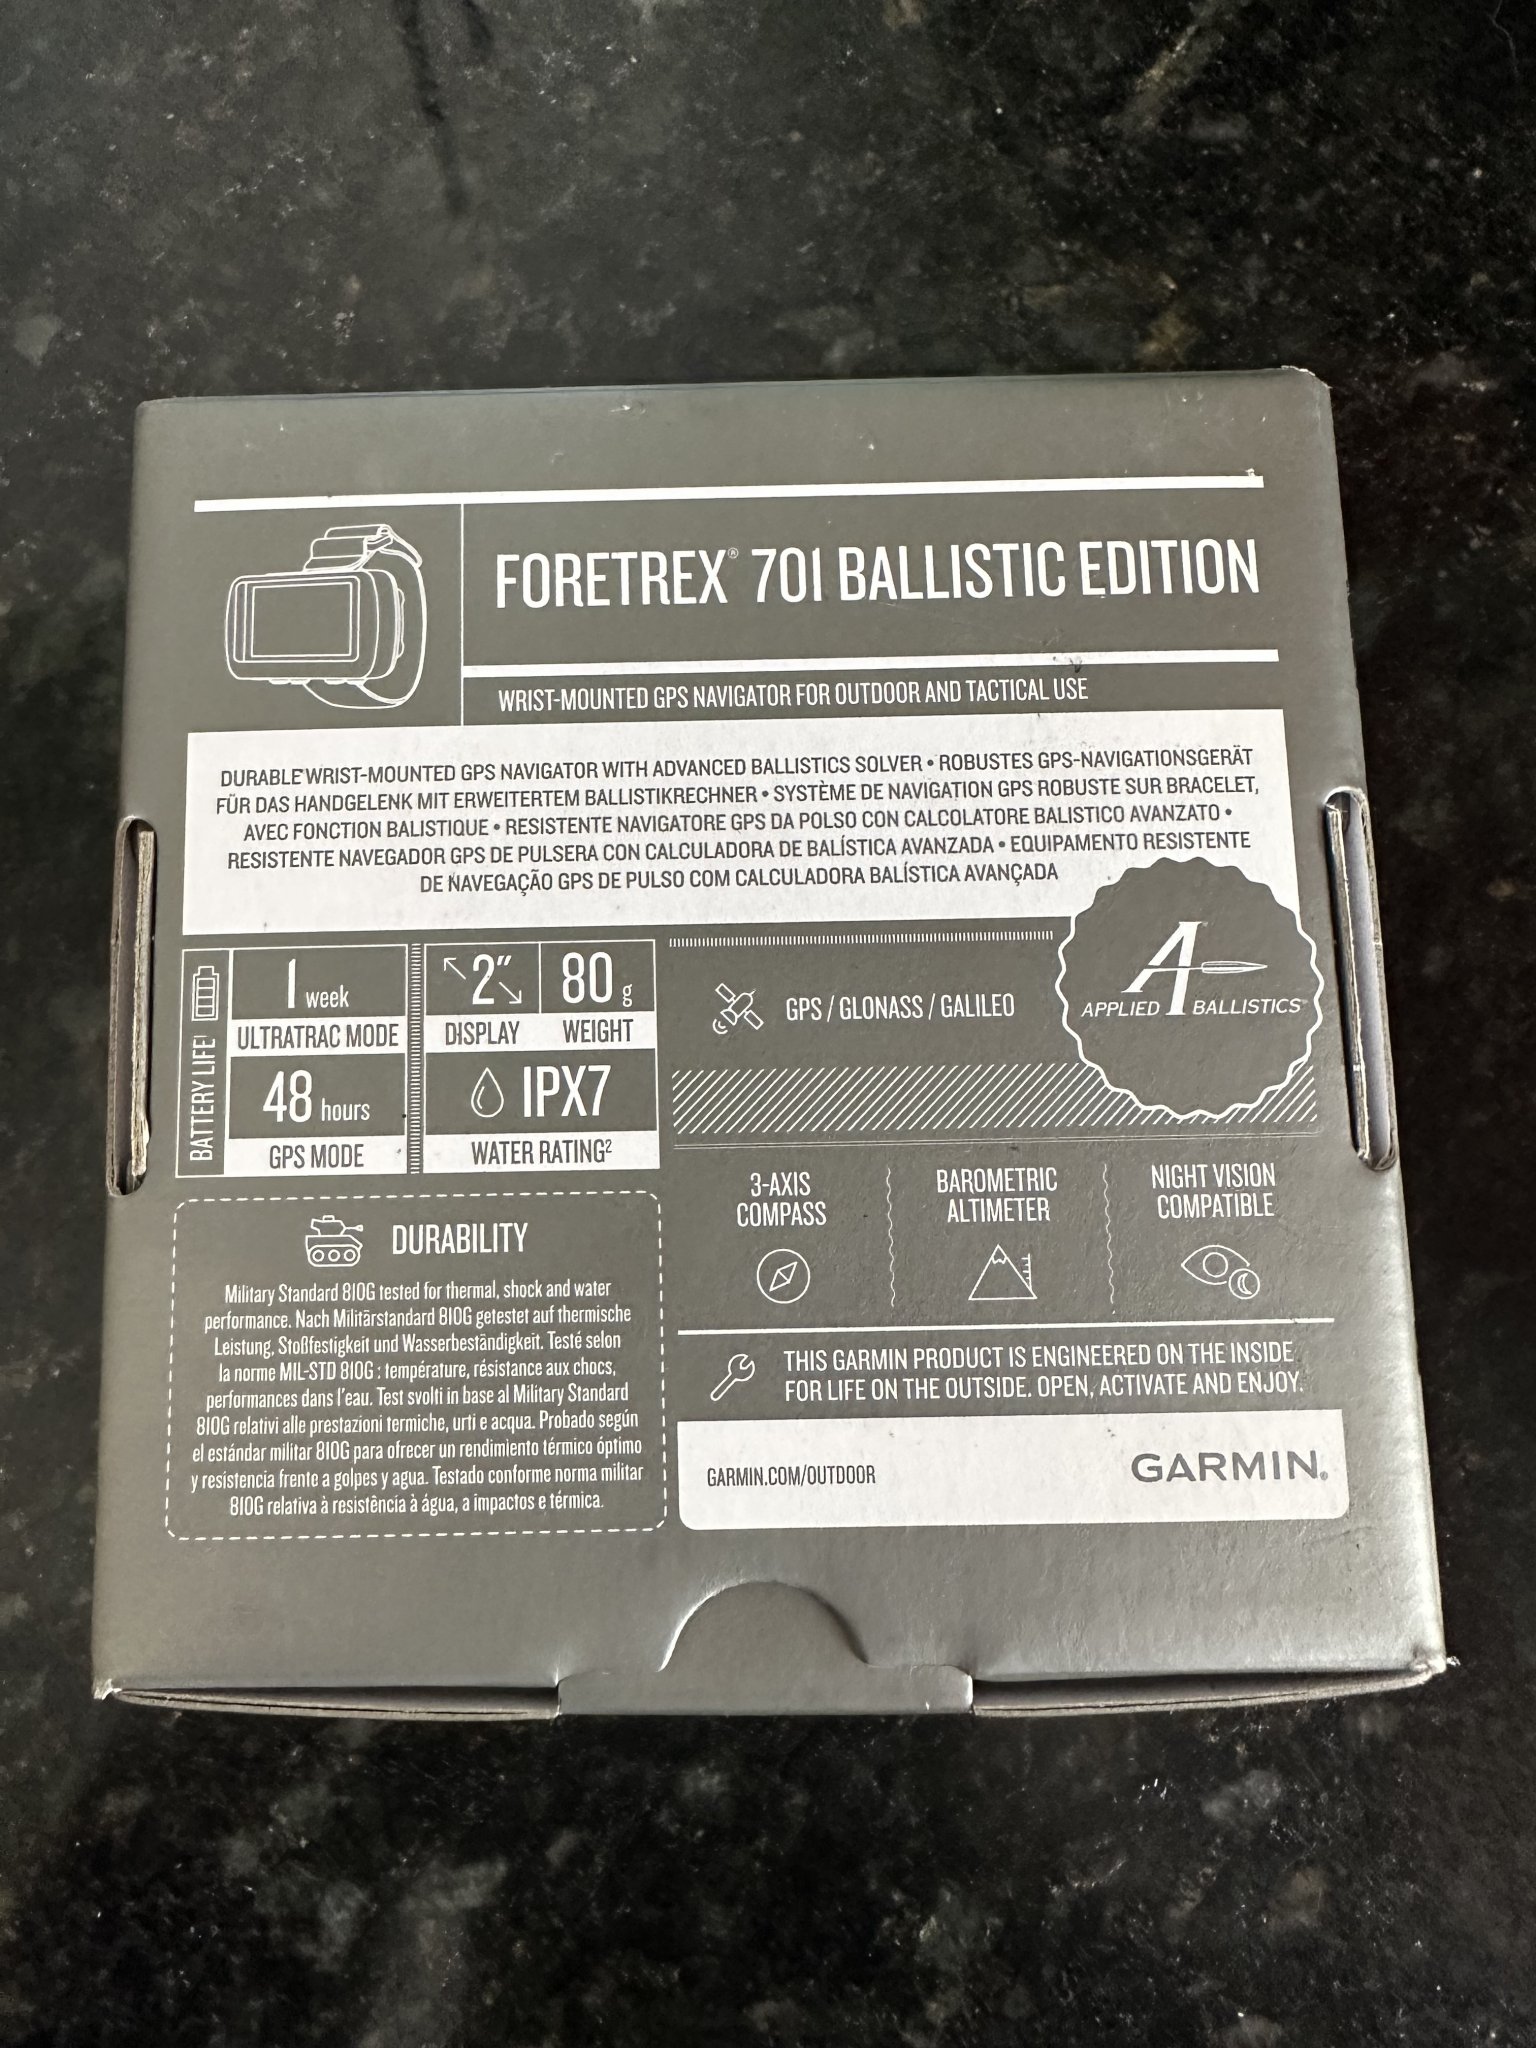 FORETREX® 701 BALLISTIC EDITION
WRIST-MOUNTED GPS NAVIGATOR FOR OUTDOOR AND TACTICAL USE
DURABLE WRIST-MOUNTED GPS NAVIGATOR WITH ADVANCED BALLISTICS SOLVER • ROBUSTES GPS-NAVIGATIONSGERÄT
FÜR DAS HANDGELENK MIT ERWEITERTEM BALLISTIKRECHNER • SYSTÈME DE NAVIGATION GPS ROBUSTE SUR BRACELET,
AVEC FONCTION BALISTIQUE • RESISTENTE NAVIGATORE GPS DA POLSO CON CALCOLATORE BALISTICO AVANZATO •
RESISTENTE NAVEGADOR GPS DE PULSERA CON CALCULADORA DE BALÍSTICA AVANZADA • EQUIPAMENTO RESISTENTE
DE NAVEGAÇÃO GPS DE PULSO COM CALCULADORA BALÍSTICA AVANÇADA
BATTERY LIFE¹
1 week
ULTRATRAC MODE
48 hours
GPS MODE
2"
DISPLAY
80 g
WEIGHT
IPX7
WATER RATING²
GPS / GLONASS / GALILEO
A
APPLIED BALLISTICS™
DURABILITY
Military Standard 810G tested for thermal, shock and water
performance. Nach Militärstandard 810G getestet auf thermische
Leistung, Stoßfestigkeit und Wasserbeständigkeit. Testé selon
la norme MIL-STD 810G : température, résistance aux chocs,
performances dans l'eau. Test svolti in base al Military Standard
810G relativi alle prestazioni termiche, urti e acqua. Probado según
el estándar militar 810G para ofrecer un rendimiento térmico óptimo
y resistencia frente a golpes y agua. Testado conforme norma militar
810G relativa à resistência à água, a impactos e térmica.
3-AXIS
COMPASS
BAROMETRIC
ALTIMETER
NIGHT VISION
COMPATIBLE
THIS GARMIN PRODUCT IS ENGINEERED ON THE INSIDE
FOR LIFE ON THE OUTSIDE. OPEN, ACTIVATE AND ENJOY.
GARMIN.COM/OUTDOOR
GARMIN®